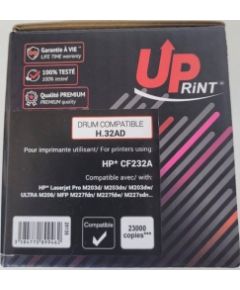 Garantie À VIE*
LIFE TIME warranty
100% TESTÉ
100% tested
Qualité PREMIUM
PREMIUM quality
UP
PRINT
DRUM COMPATIBLE
H.32AD
Pour imprimante utilisant/ For printers using:
HP* CF232A
Compatible avec/ with:
HP* Laserjet Pro M203d/ M203dn/ M203dw/
ULTRA M206/ MFP M227fdn/ M227fdw/ M227sdn...
Compatible
23000
copies***